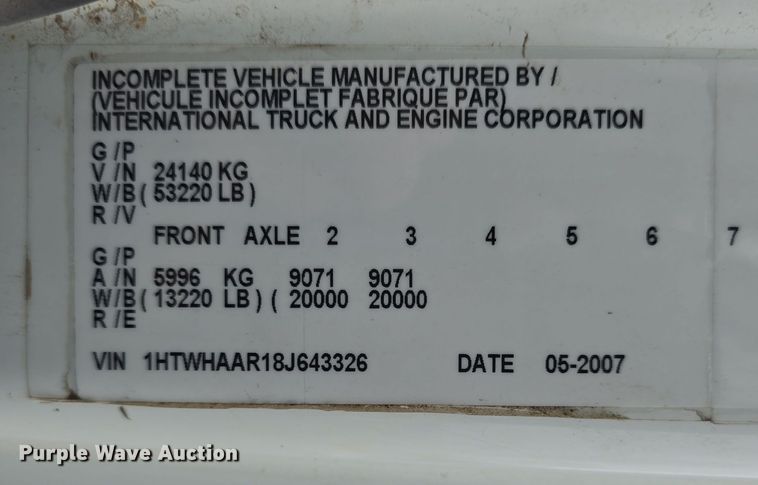 INCOMPLETE VEHICLE MANUFACTURED BY /
(VEHICULE INCOMPLET FABRIQUE PAR)
INTERNATIONAL TRUCK AND ENGINE CORPORATION
G /P
V /N 24140 KG
W/B ( 53220 LB )
R /V
FRONT AXLE 2 3 4 5 6 7
G /P
A /N 5996 KG 9071 9071
W/B ( 13220 LB ) ( 20000 20000
R /E
VIN 1HTWHAAR18J643326 DATE 05-2007
Purple Wave Auction